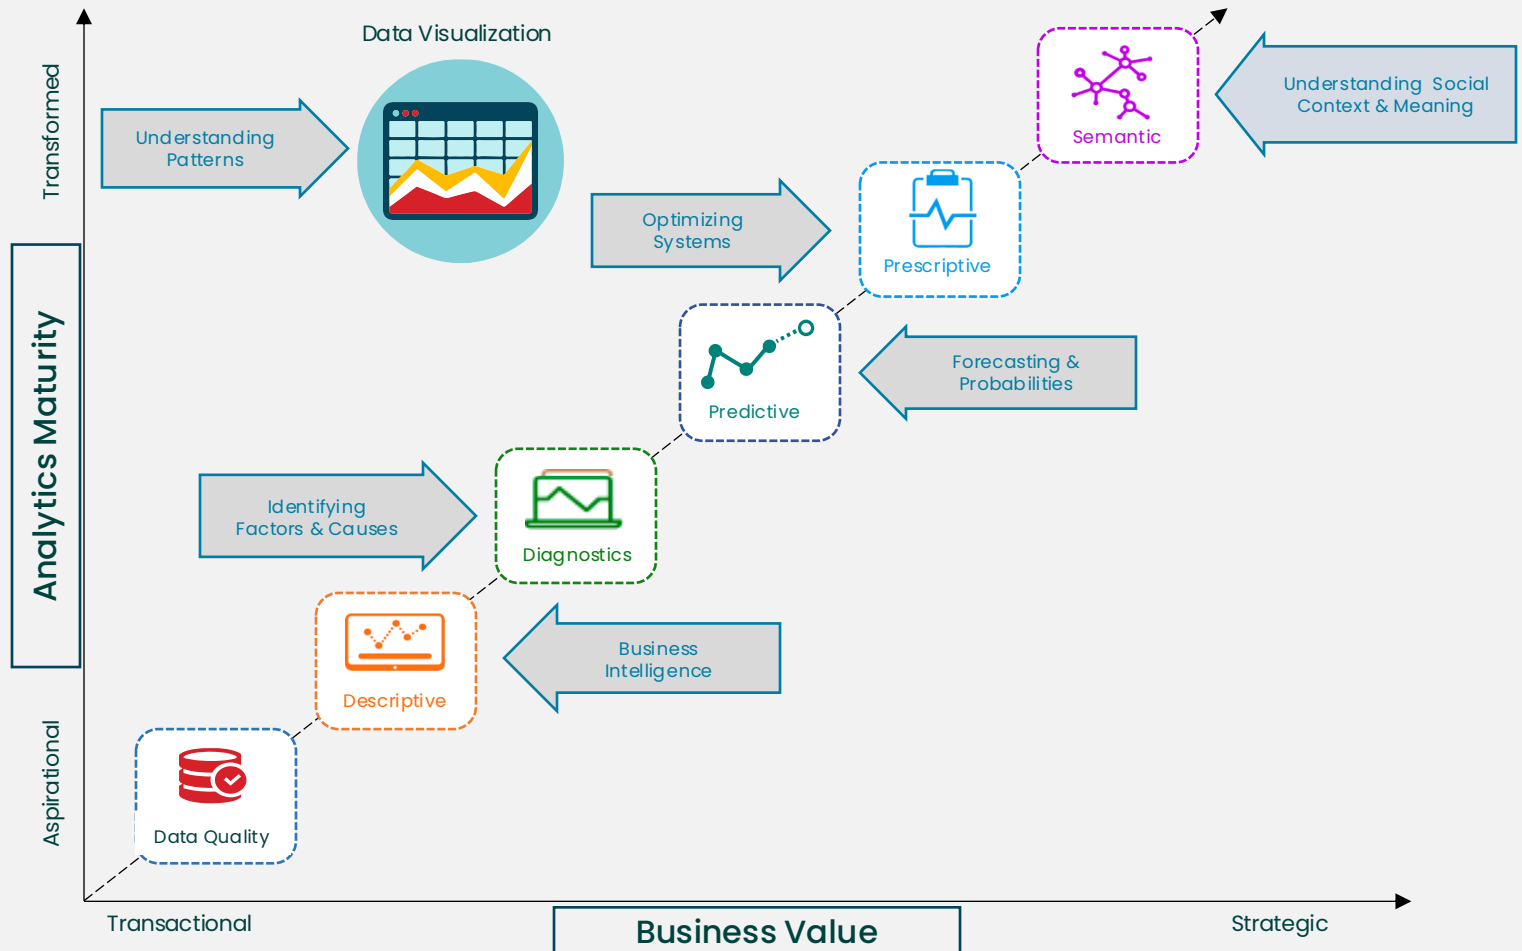 Data Visualization
Transformed
Understanding
Patterns
Understanding Social
Context & Meaning
Semantic
Optimizing
Systems
Prescriptive
Analytics Maturity
Forecasting &
Probabilities
Predictive
Identifying
Factors & Causes
Diagnostics
Business
Intelligence
Descriptive
Aspirational
Data Quality
Transactional
Business Value
Strategic